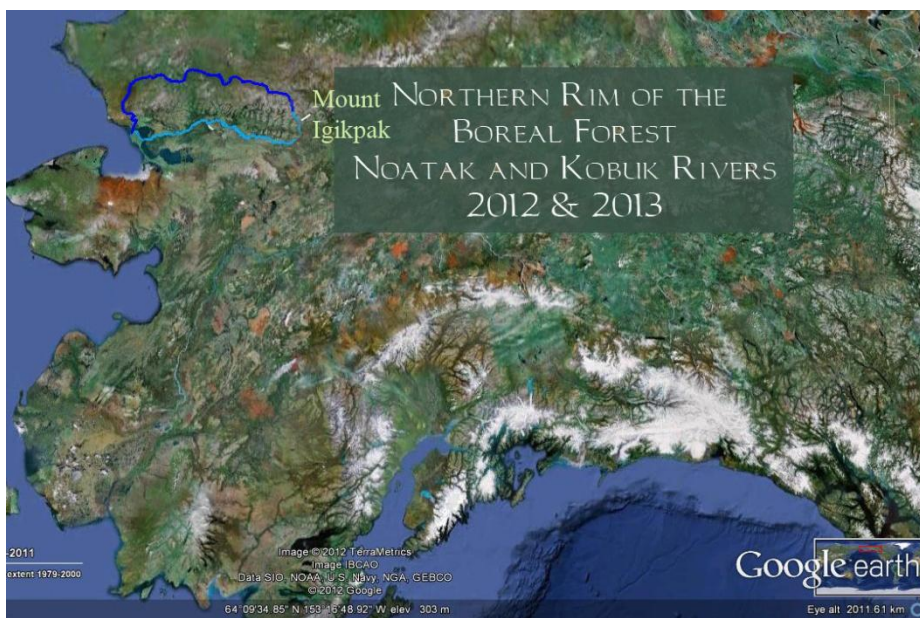 Mount
Igikpak
NORTHERN RIM OF THE
BOREAL FOREST
NOATAK AND KOBUK RIVERS
2012 & 2013
-2011
extent 1979-2000
Image © 2012 TerraMetrics
Image IBCAO
Data SIO, NOAA, U.S. Navy, NGA, GEBCO
© 2012 Google
64°09'34.85" N 153°16'48.92" W elev 303 m
Google earth
Eye alt 2011.61 km